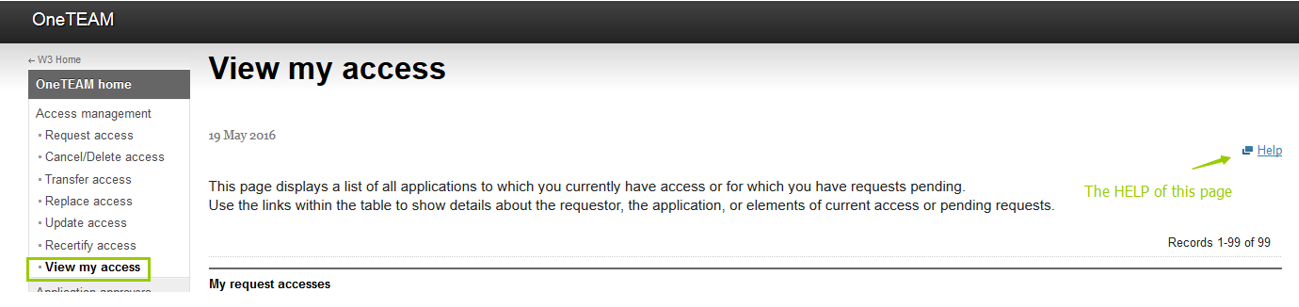 OneTEAM
W3 Home
OneTEAM home
Access management
Request access
Cancel/Delete access
Transfer access
Replace access
Update access
Recertify access
View my access
Application approvers
View my access
19 May 2016
Help
The HELP of this page
This page displays a list of all applications to which you currently have access or for which you have requests pending.
Use the links within the table to show details about the requestor, the application, or elements of current access or pending requests.
Records 1-99 of 99
My request accesses